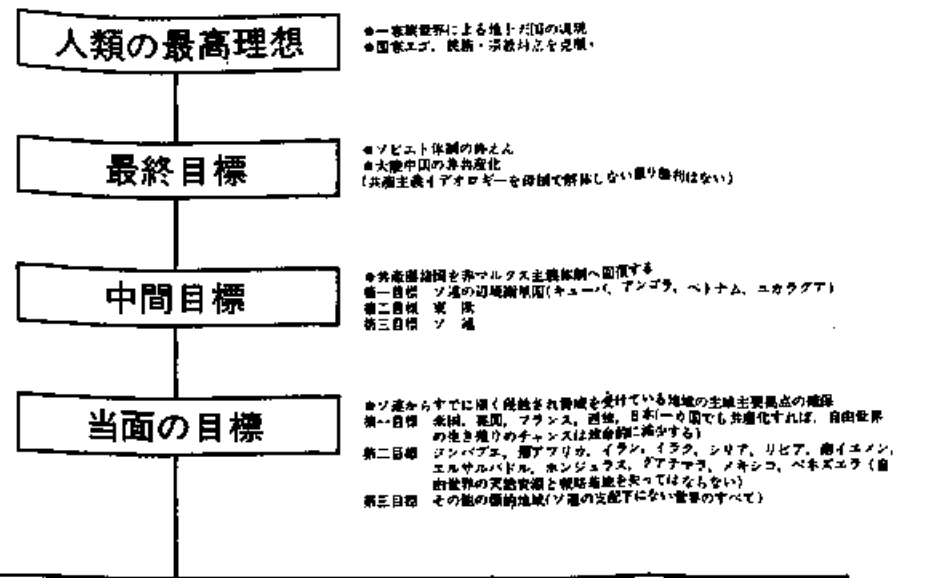 人類の最高理想
●一家族世界による地上天国の実現
●国家エゴ、民族・宗教対立を克服
最終目標
●ソビエト体制の終えん
●大陸中国の非共産化
(共産主義イデオロギーを母国で解体しない限り勝利はない)
中間目標
●共産圏諸国を非マルクス主義体制へ回復する
第一目標 ソ連の辺境衛星国(キューバ、アンゴラ、ベトナム、ニカラグア)
第二目標 東 欧
第三目標 ソ 連
当面の目標
●ソ連からすでに深く侵蝕され脅威を受けている地域の主要拠点の確保
第一目標 米国、英国、フランス、西独、日本(一カ国でも共産化すれば、自由世界
の生き残りのチャンスは致命的に減少する)
第二目標 ジンバブエ、南アフリカ、イラン、イラク、シリア、リビア、南イエメン、
エルサルバドル、ホンジュラス、グアテマラ、メキシコ、ベネズエラ(自
由世界の天然資源と戦略基地を失ってはならない)
第三目標 その他の標的地域(ソ連の支配下にない世界のすべて)